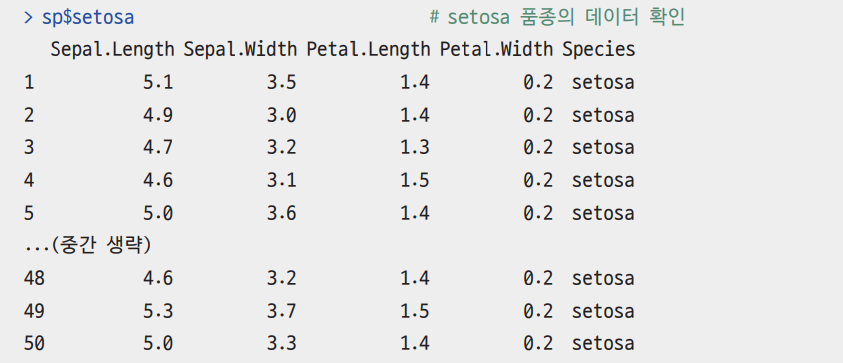 > sp$setosa # setosa 품종의 데이터 확인
Sepal.Length Sepal.Width Petal.Length Petal.Width Species
1 5.1 3.5 1.4 0.2 setosa
2 4.9 3.0 1.4 0.2 setosa
3 4.7 3.2 1.3 0.2 setosa
4 4.6 3.1 1.5 0.2 setosa
5 5.0 3.6 1.4 0.2 setosa
...(중간 생략)
48 4.6 3.2 1.4 0.2 setosa
49 5.3 3.7 1.5 0.2 setosa
50 5.0 3.3 1.4 0.2 setosa